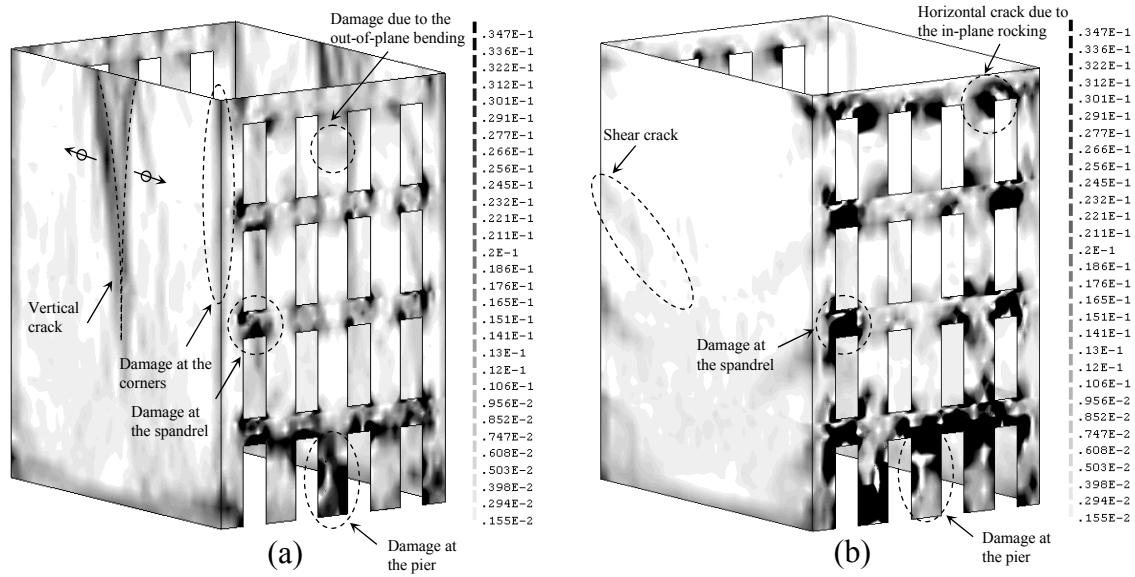 Damage due to the
out-of-plane bending
.347E-1
.336E-1
.322E-1
.312E-1
.301E-1
.291E-1
.277E-1
.266E-1
.256E-1
.245E-1
.232E-1
.221E-1
.211E-1
.2E-1
.186E-1
.176E-1
.165E-1
.151E-1
.141E-1
.13E-1
.12E-1
.106E-1
.956E-2
.852E-2
.747E-2
.608E-2
.503E-2
.398E-2
.294E-2
.155E-2
Vertical
crack
Damage at the
corners
Damage at
the spandrel
Damage at
the pier
(a)
Horizontal crack due to
the in-plane rocking
.347E-1
.336E-1
.322E-1
.312E-1
.301E-1
.291E-1
.277E-1
.266E-1
.256E-1
.245E-1
.232E-1
.221E-1
.211E-1
.2E-1
.186E-1
.176E-1
.165E-1
.151E-1
.141E-1
.13E-1
.12E-1
.106E-1
.956E-2
.852E-2
.747E-2
.608E-2
.503E-2
.398E-2
.294E-2
.155E-2
Shear crack
Damage at
the spandrel
Damage at
the pier
(b)